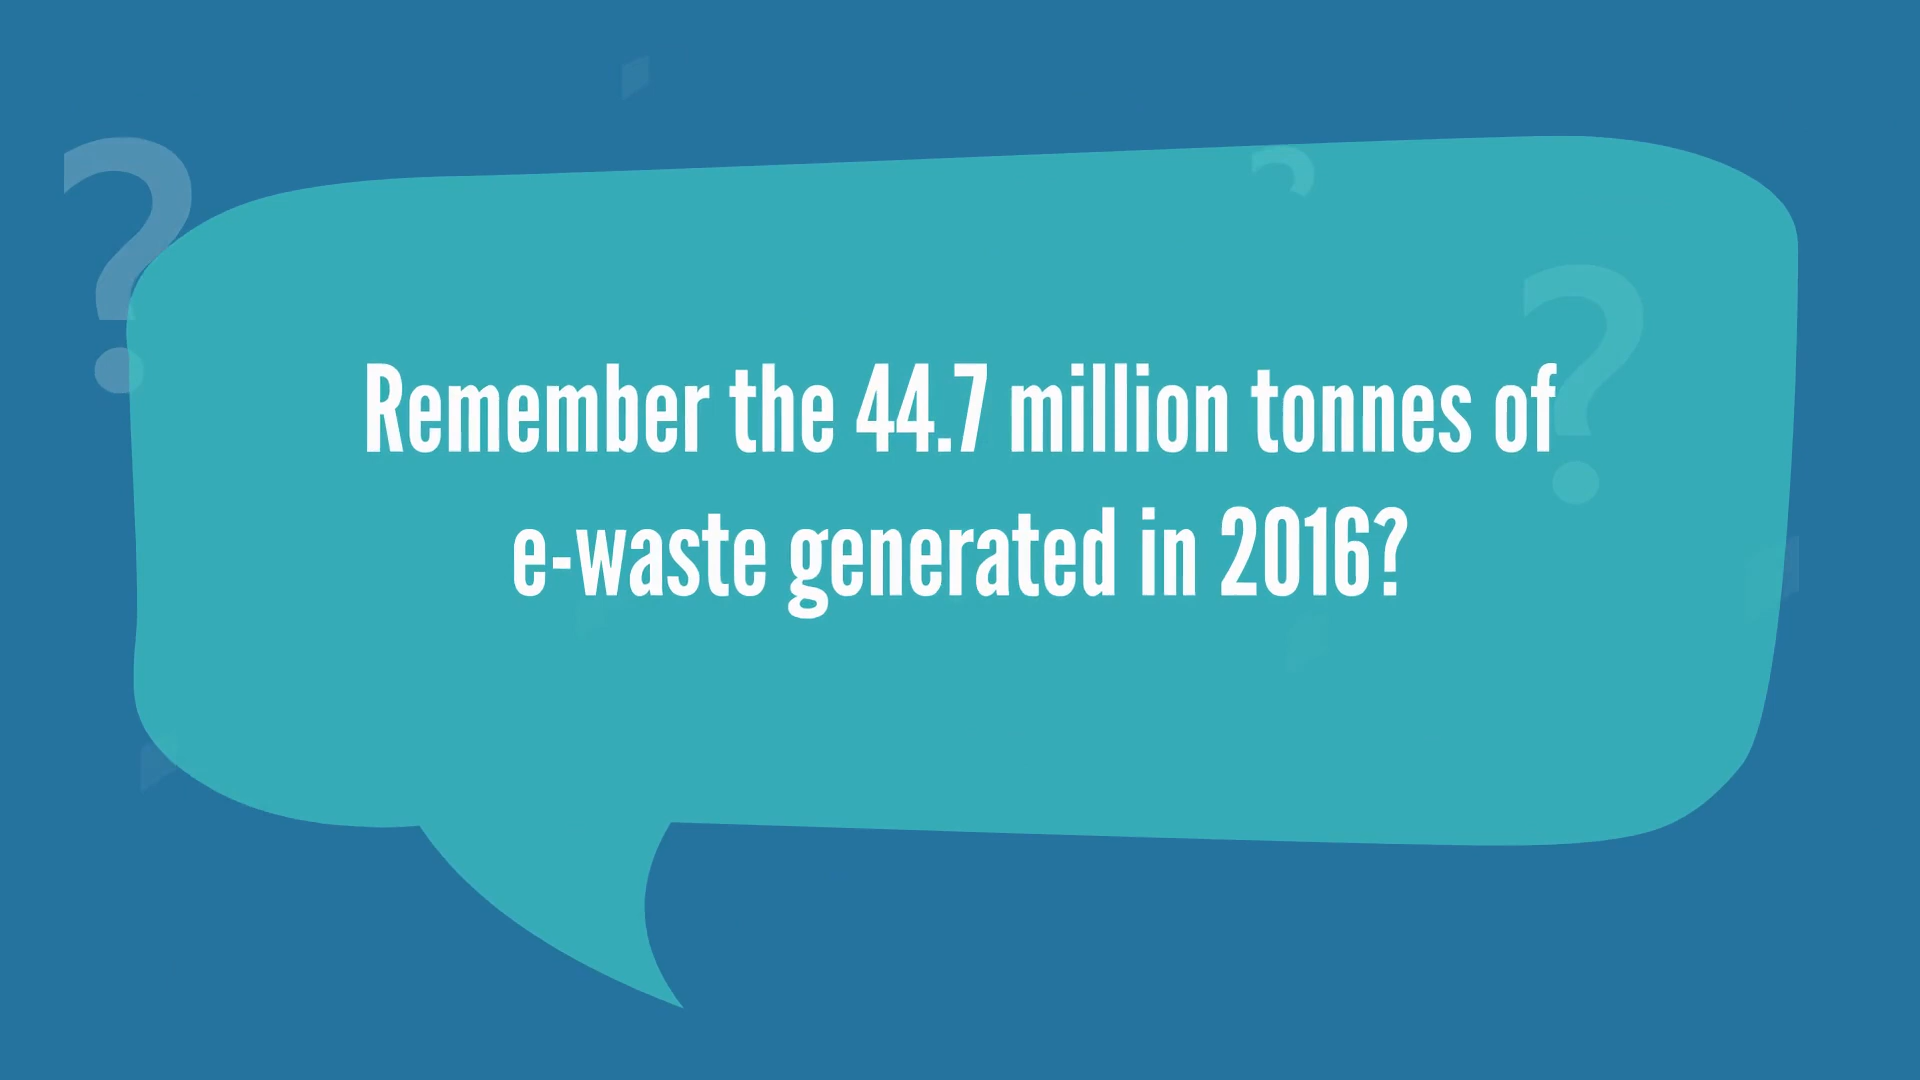 Remember the 44.7 million tonnes of
e-waste generated in 2016?